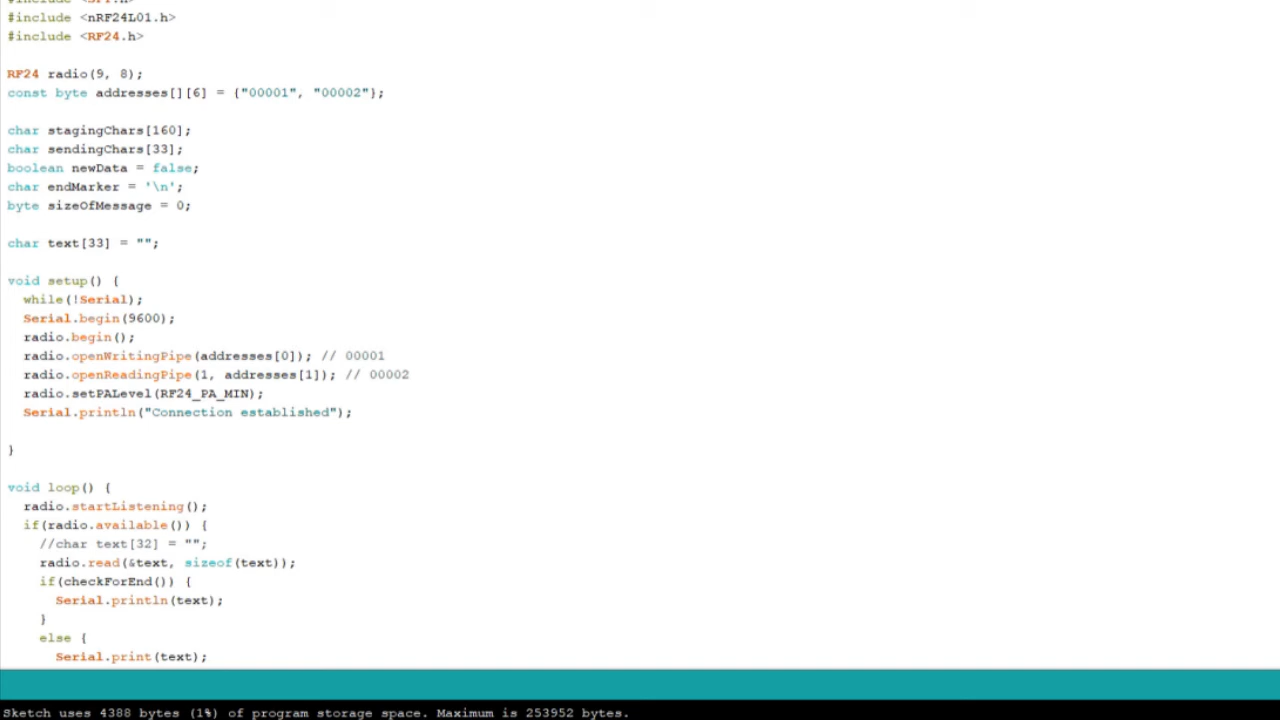 #include <SPI.h>
#include <nRF24L01.h>
#include <RF24.h>
RF24 radio(9, 8);
const byte addresses[][6] = {"00001", "00002"};
char stagingChars[160];
char sendingChars[33];
boolean newData = false;
char endMarker = '\n';
byte sizeOfMessage = 0;
char text[33] = "";
void setup() {
while(!Serial);
Serial.begin(9600);
radio.begin();
radio.openWritingPipe(addresses[0]); // 00001
radio.openReadingPipe(1, addresses[1]); // 00002
radio.setPALevel(RF24_PA_MIN);
Serial.println("Connection established");
}
void loop() {
radio.startListening();
if(radio.available()) {
//char text[32] = "";
radio.read(&text, sizeof(text));
if(checkForEnd()) {
Serial.println(text);
}
else {
Serial.print(text);
Sketch uses 4388 bytes (1%) of program storage space. Maximum is 253952 bytes.